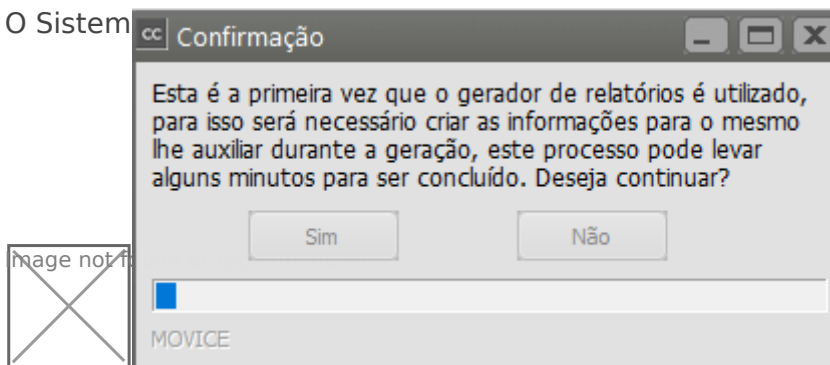 O Sistem
cc Confirmação
Esta é a primeira vez que o gerador de relatórios é utilizado,
para isso será necessário criar as informações para o mesmo
lhe auxiliar durante a geração, este processo pode levar
alguns minutos para ser concluído. Deseja continuar?
Sim Não
Image not f
MOVICE